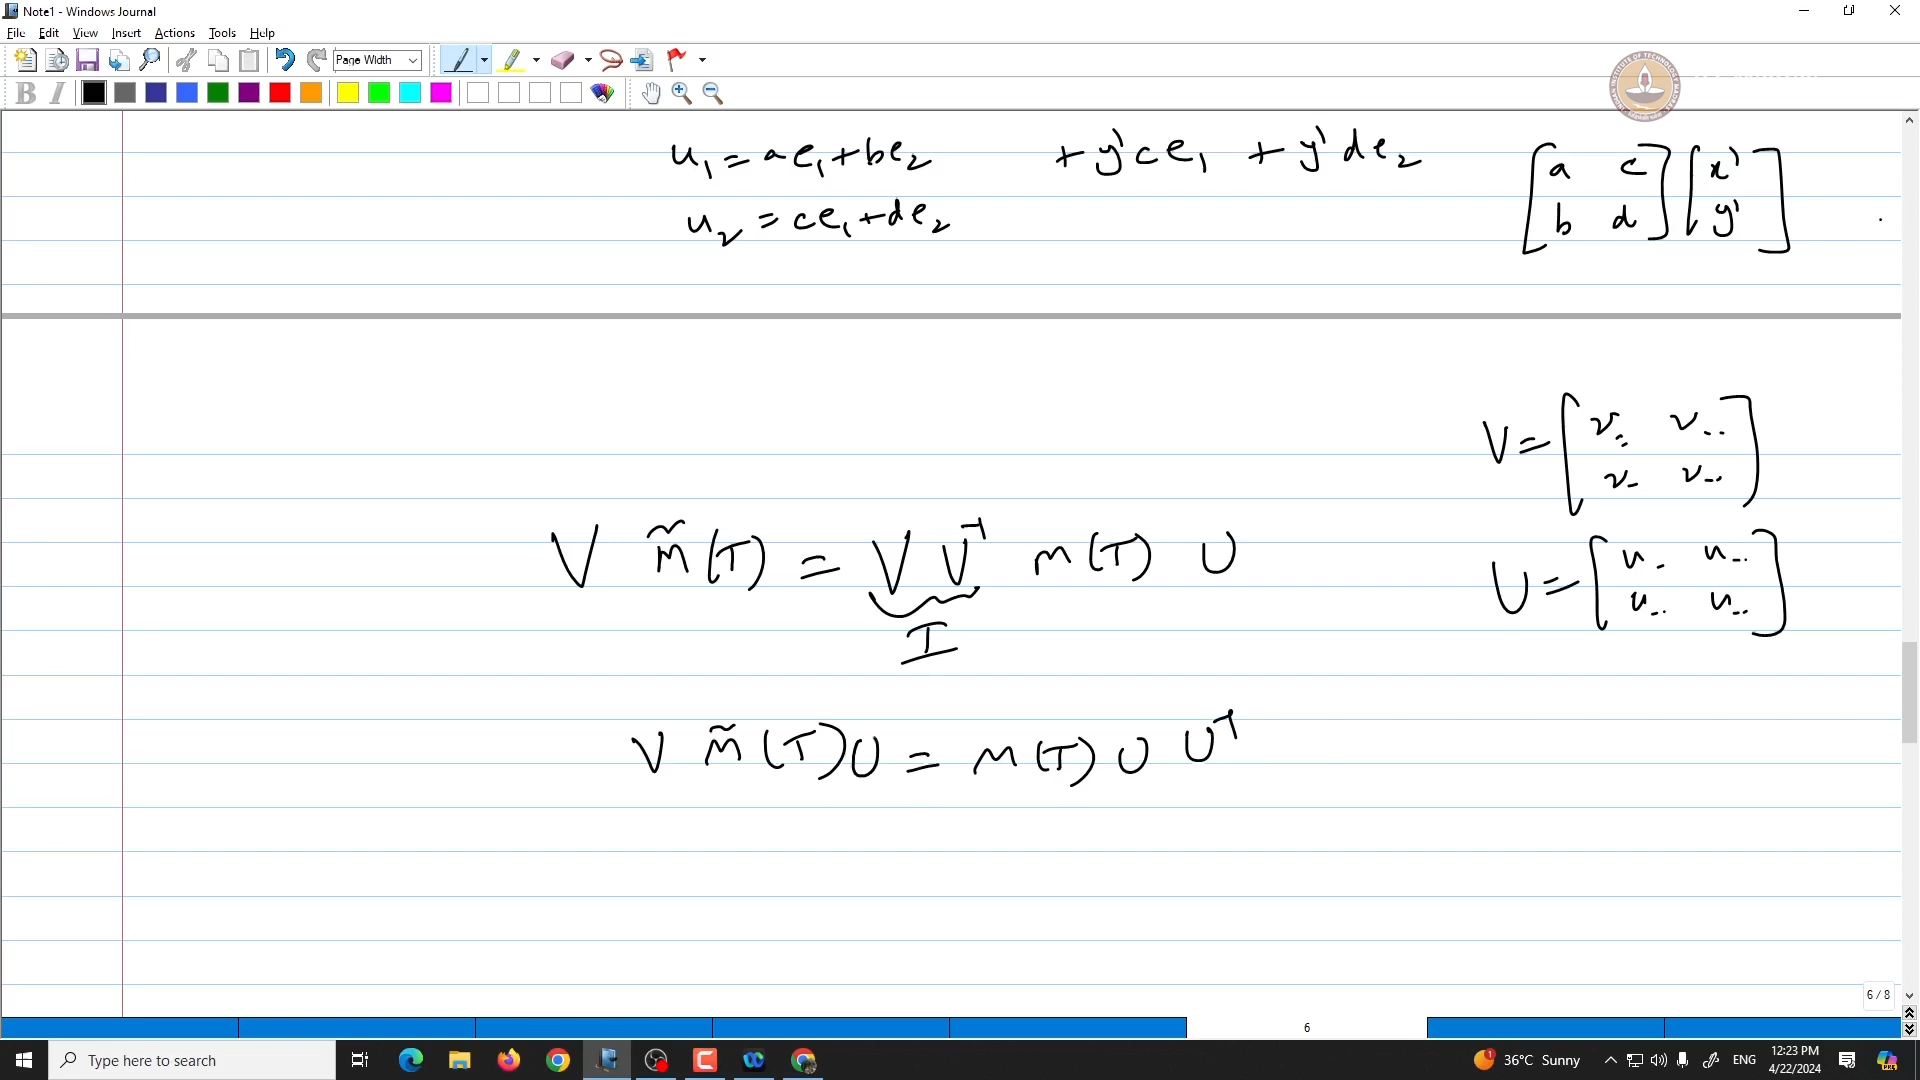 Note1 - Windows Journal
File Edit View Insert Actions Tools Help
Page Width
B I
u₁ = ae₁+be₂ + y'ce₁ + y'de₂
u₂ = ce₁+de₂
[a c
b d] [x'
y']
V = [v.. v..
v- v..]
V m̃(T) = V V⁻¹ m(T) U
I
U = [u.. u..
u.. u..]
V m̃(T)U = m(T) U U⁻¹
6 / 8
6
Type here to search
1
36°C Sunny
ENG
12:23 PM
4/22/2024